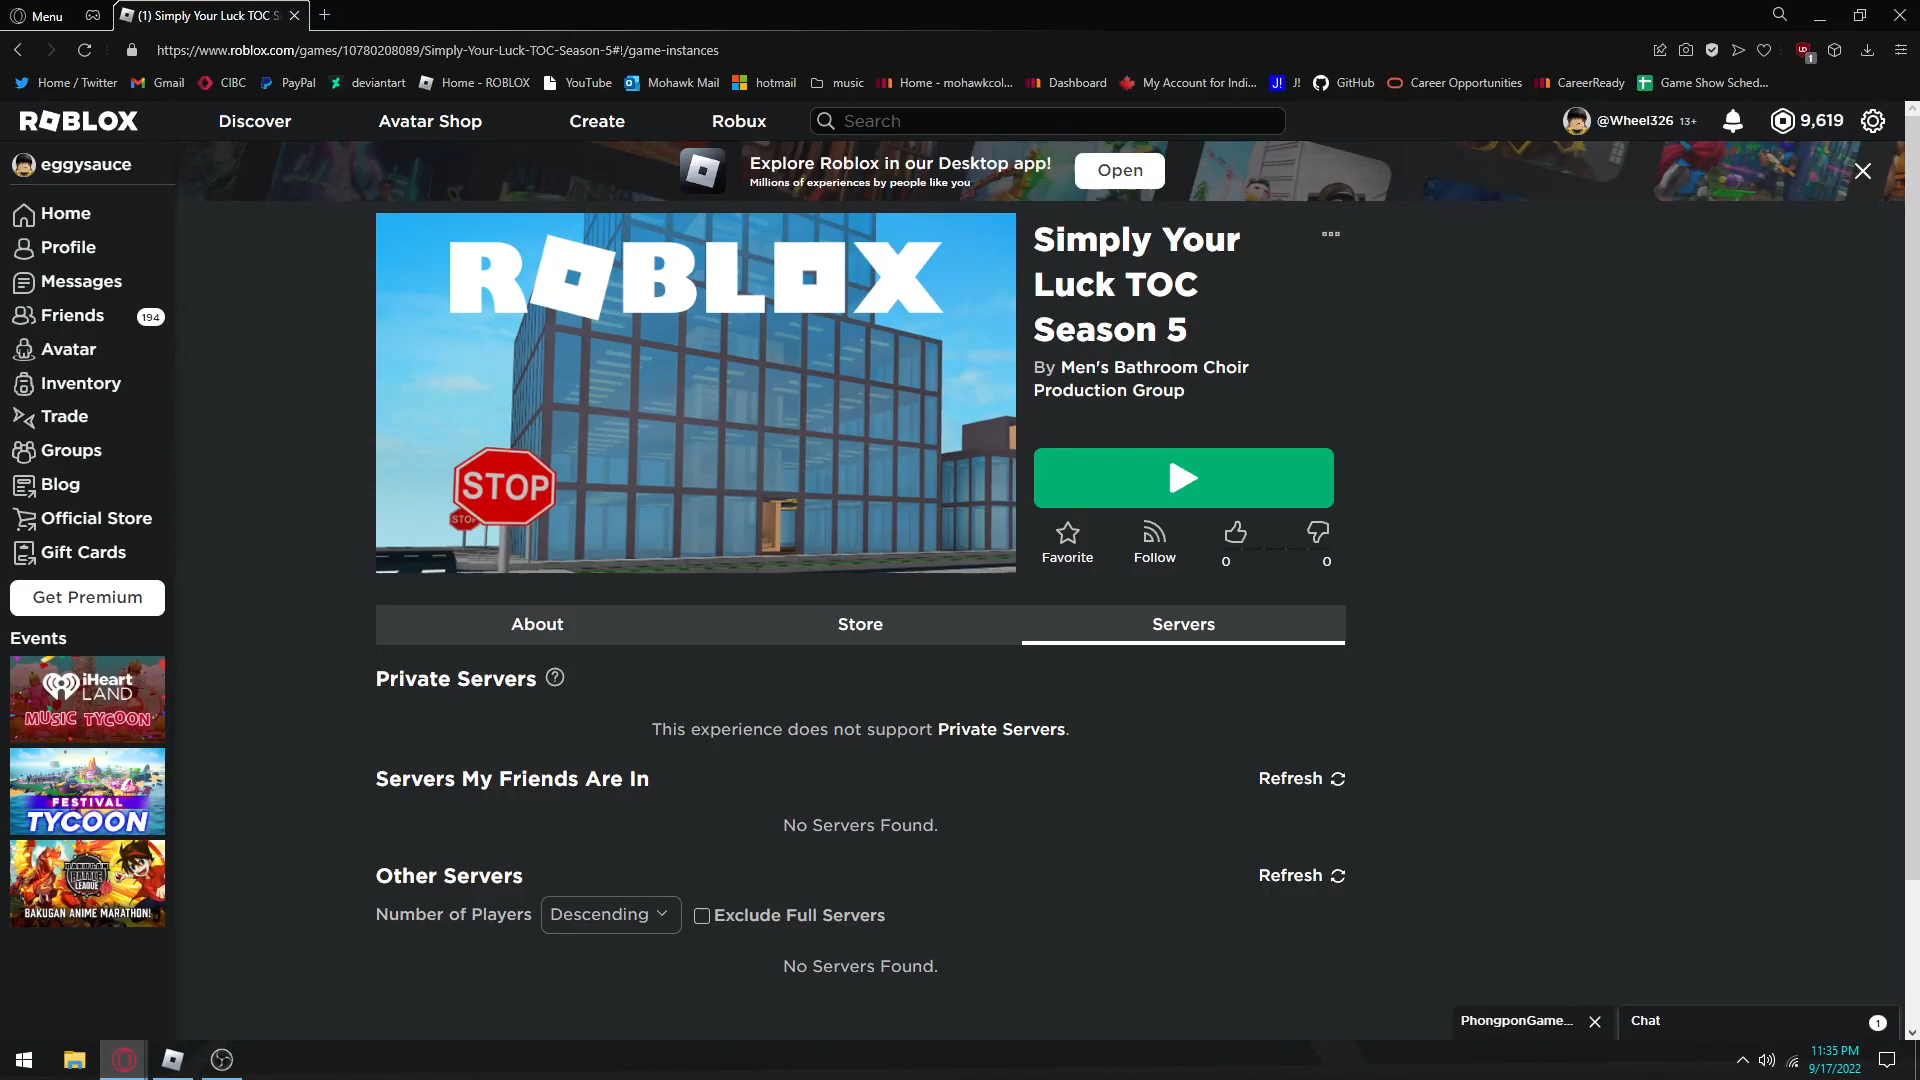 Menu
(1) Simply Your Luck TOC S
https://www.roblox.com/games/10780208089/Simply-Your-Luck-TOC-Season-5#!/game-instances
1
Home / Twitter
Gmail
CIBC
PayPal
deviantart
Home - ROBLOX
YouTube
Mohawk Mail
hotmail
music
Home - mohawkcol...
Dashboard
My Account for Indi...
J! J!
GitHub
Career Opportunities
CareerReady
Game Show Sched...
ROBLOX
Discover
Avatar Shop
Create
Robux
Search
@Wheel326 13+
9,619
eggysauce
Explore Roblox in our Desktop app!
Millions of experiences by people like you
Open
Home
Profile
Messages
Friends 194
Avatar
Inventory
Trade
Groups
Blog
Official Store
Gift Cards
Get Premium
Events
iHeart
LAND
MUSIC TYCOON
FESTIVAL
TYCOON
BAKUGAN
BATTLE
LEAGUE
BAKUGAN ANIME MARATHON!
ROBLOX
STOP
STOP
Simply Your
Luck TOC
Season 5
By Men's Bathroom Choir
Production Group
Favorite
Follow
0
0
About
Store
Servers
Private Servers
This experience does not support Private Servers.
Servers My Friends Are In
Refresh
No Servers Found.
Other Servers
Refresh
Number of Players
Descending
Exclude Full Servers
No Servers Found.
PhongponGame...
Chat
1
11:35 PM
9/17/2022